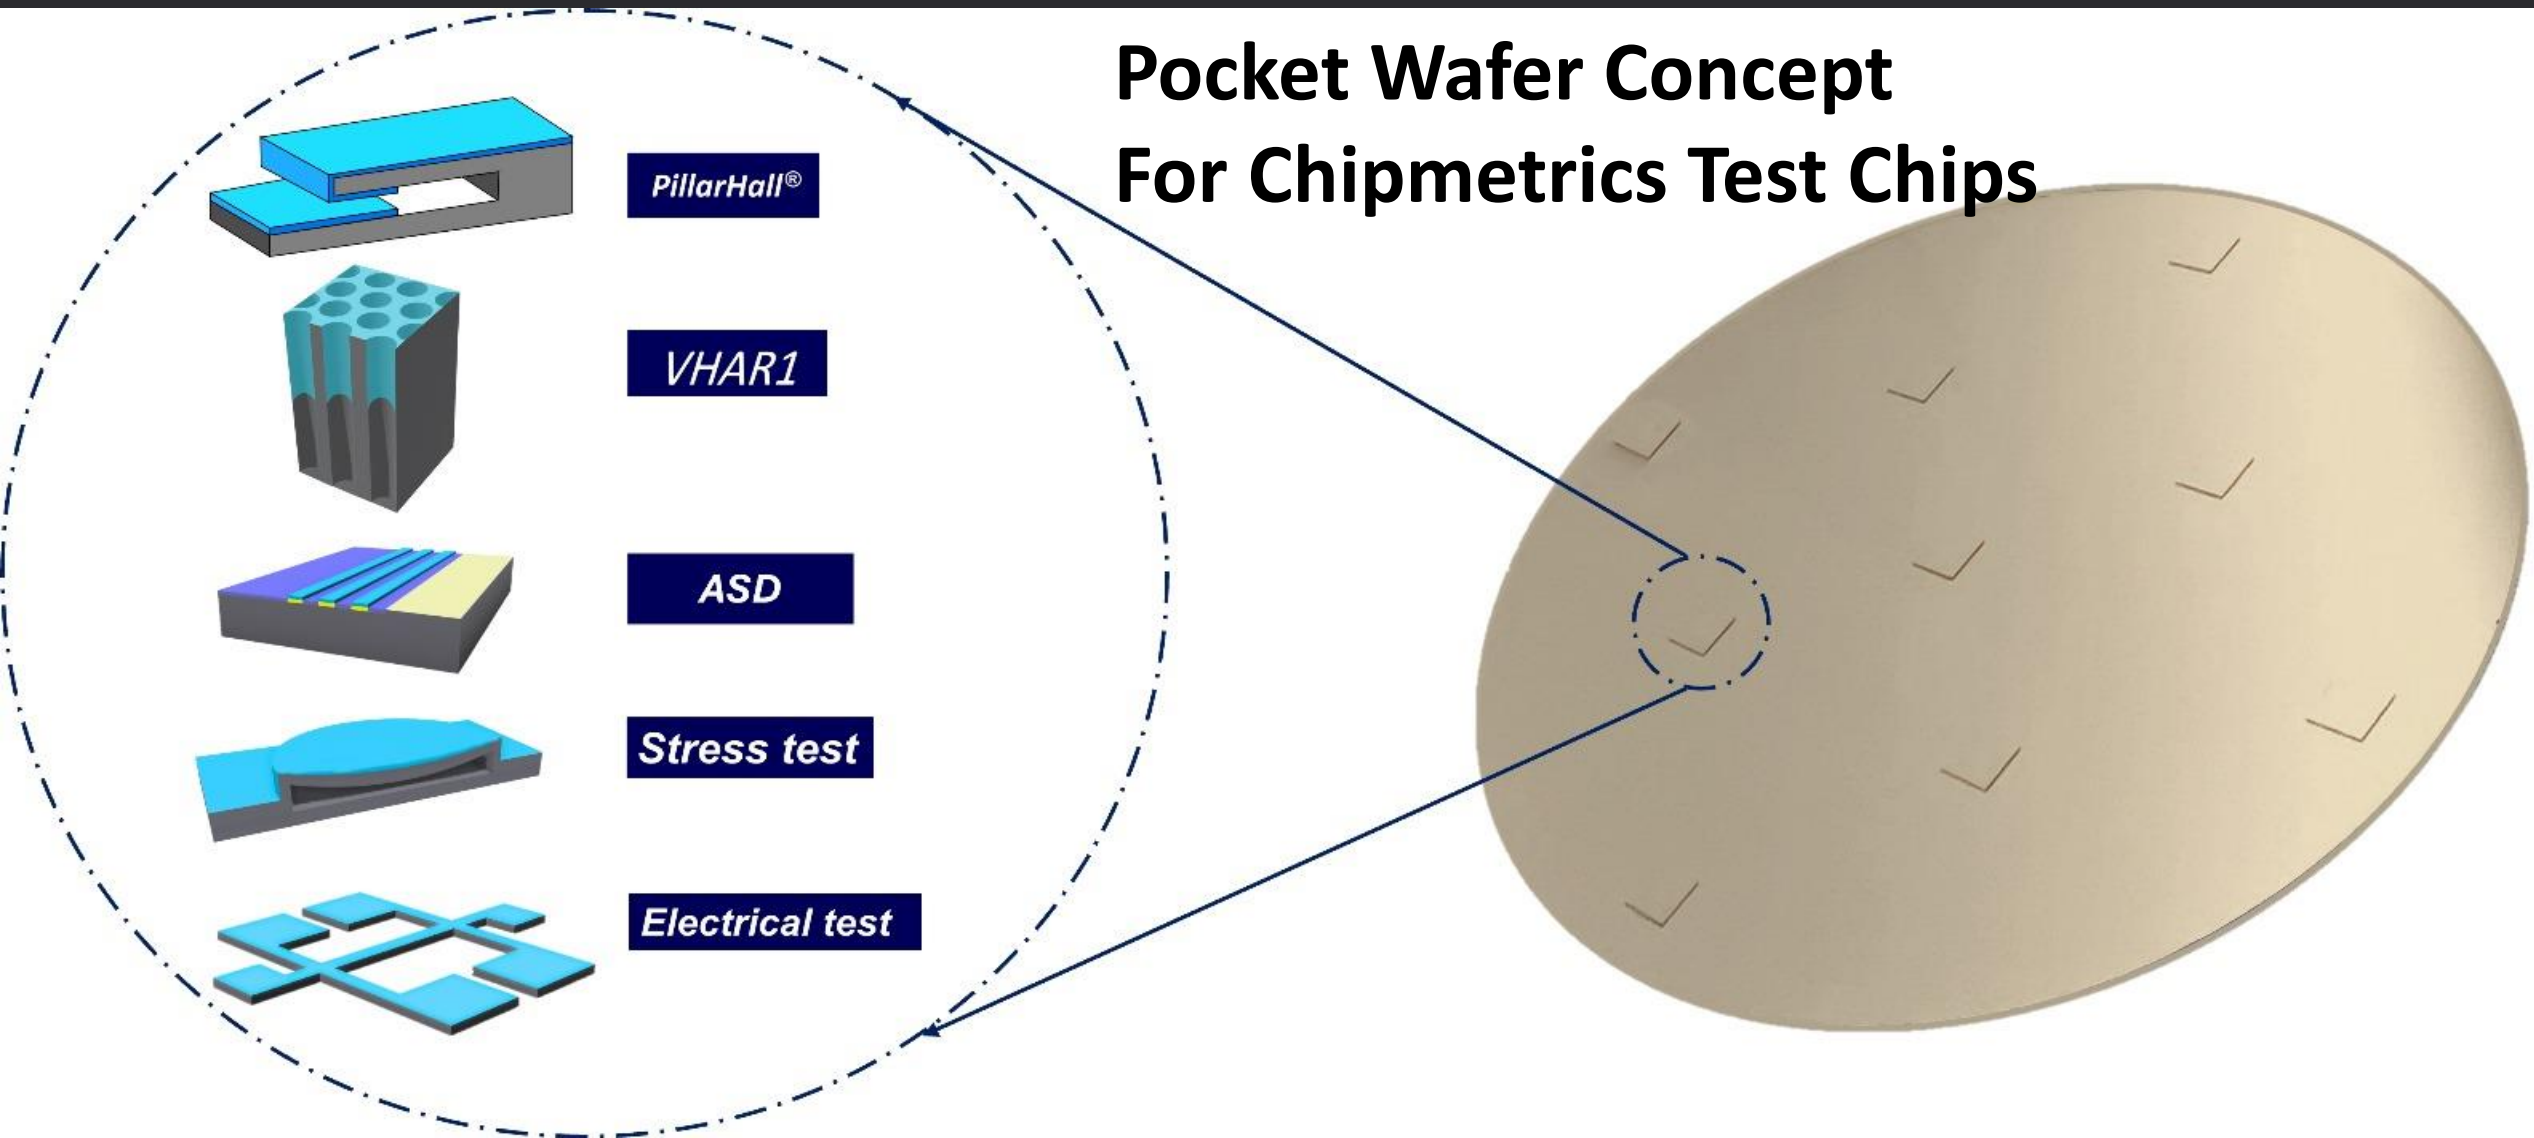 Pocket Wafer Concept
For Chipmetrics Test Chips
PillarHall®
VHAR1
ASD
Stress test
Electrical test